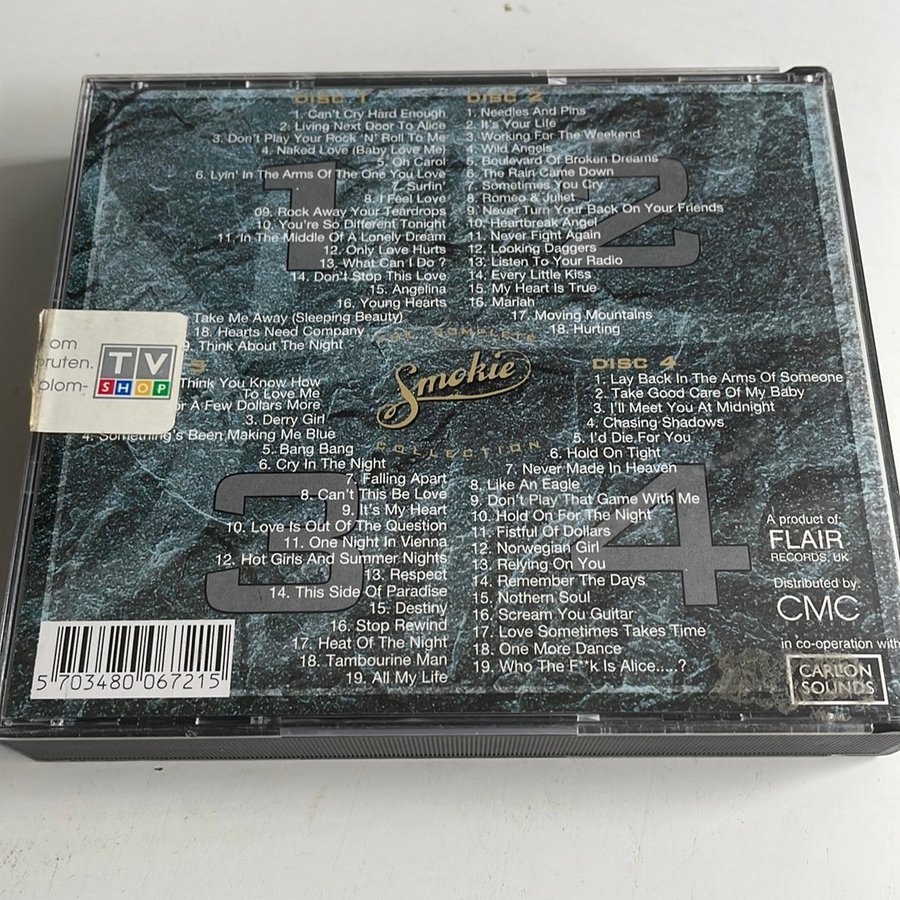 DISC 1
1. Can't Cry Hard Enough
2. Living Next Door To Alice
3. Don't Play Your Rock 'N' Roll To Me
4. Naked Love (Baby Love Me)
5. Oh Carol
6. Lyin' In The Arms Of The One You Love
7. Surfin'
8. I Feel Love
09. Rock Away Your Teardrops
10. You're So Different Tonight
11. In The Middle Of A Lonely Dream
12. Only Love Hurts
13. What Can I Do ?
14. Don't Stop This Love
15. Angelina
16. Young Hearts
Take Me Away (Sleeping Beauty)
18. Hearts Need Company
9. Think About The Night
DISC 2
1. Needles And Pins
2. It's Your Life
3. Working For The Weekend
4. Wild Angels
5. Boulevard Of Broken Dreams
6. The Rain Came Down
7. Sometimes You Cry
8. Romeo & Juliet
9. Never Turn Your Back On Your Friends
10. Heartbreak Angel
11. Never Fight Again
12. Looking Daggers
13. Listen To Your Radio
14. Every Little Kiss
15. My Heart Is True
16. Mariah
17. Moving Mountains
18. Hurting
1
2
THE COMPLETE
Smokie
COLLECTION
om
ruten.
olom-
TV
SHOP
3
Think You Know How
To Love Me
r A Few Dollars More
3. Derry Girl
4. Something's Been Making Me Blue
5. Bang Bang
6. Cry In The Night
7. Falling Apart
8. Can't This Be Love
9. It's My Heart
10. Love Is Out Of The Question
11. One Night In Vienna
12. Hot Girls And Summer Nights
13. Respect
14. This Side Of Paradise
15. Destiny
16. Stop Rewind
17. Heat Of The Night
18. Tambourine Man
19. All My Life
DISC 4
1. Lay Back In The Arms Of Someone
2. Take Good Care Of My Baby
3. I'll Meet You At Midnight
4. Chasing Shadows
5. I'd Die For You
6. Hold On Tight
7. Never Made In Heaven
8. Like An Eagle
9. Don't Play That Game With Me
10. Hold On For The Night
11. Fistful Of Dollars
12. Norwegian Girl
13. Relying On You
14. Remember The Days
15. Nothern Soul
16. Scream You Guitar
17. Love Sometimes Takes Time
18. One More Dance
19. Who The F**k Is Alice.....?
3
4
A product of:
FLAIR
RECORDS, UK
Distributed by:
CMC
in co-operation with
CARLON
SOUNDS
5 703480 067215